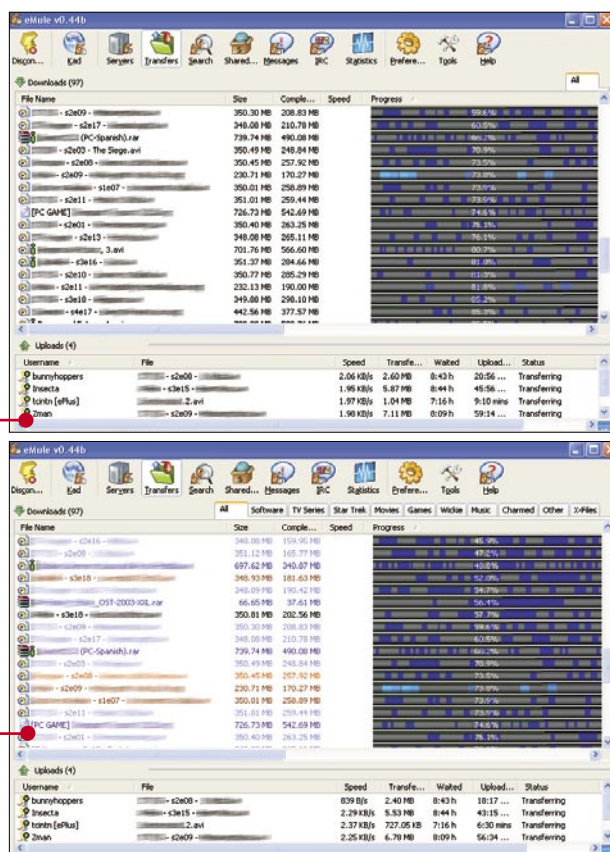 eMule v0.44b
Discon... Kad Servers Transfers Search Shared... Messages IRC Statistics Prefere... Tools Help
Downloads (97) All
File Name Size Comple... Speed Progress
- s2e09 - 350.30 MB 208.83 MB 59.6%
- s2e17 - 348.08 MB 210.78 MB 60.5%
(PC-Spanish).rar 739.74 MB 490.08 MB 66.2%
- s2e03 - The Siege.avi 350.49 MB 248.84 MB 70.9%
- s2e08 - 350.45 MB 257.92 MB 73.5%
- s2e09 - 230.71 MB 170.27 MB 73.8%
- s1e07 - 350.01 MB 258.89 MB 73.9%
- s2e11 - 351.01 MB 259.44 MB 73.9%
[PC GAME] 726.73 MB 542.69 MB 74.6%
- s2e01 - 350.40 MB 263.25 MB 75.1%
- s2e13 - 348.08 MB 265.11 MB 76.1%
, 3.avi 701.76 MB 566.60 MB 80.7%
- s3e16 - 351.37 MB 284.66 MB 81.0%
- s2e10 - 350.77 MB 285.29 MB 81.3%
- s2e11 - 232.13 MB 190.00 MB 81.8%
- s3e18 - 349.08 MB 298.10 MB 85.2%
- s4e17 - 442.56 MB 377.57 MB 85.3%
Uploads (4)
Username File Speed Transfe... Waited Upload... Status
bunnyhoppers - s2e08 - 2.06 KB/s 2.60 MB 8:43 h 20:56 ... Transferring
Insecta - s3e15 - 1.95 KB/s 5.87 MB 8:44 h 45:56 ... Transferring
tcintn [ePlus] 2.avi 1.97 KB/s 1.04 MB 7:16 h 9:10 mins Transferring
2man - s2e09 - 1.98 KB/s 7.11 MB 8:09 h 59:14 ... Transferring
eMule v0.44b
Discon... Kad Servers Transfers Search Shared... Messages IRC Statistics Prefere... Tools Help
Downloads (97) All Software TV Series Star Trek Movies Games Wickie Music Charmed Other X-Files
File Name Size Comple... Speed Progress
- s2e16 - 348.08 MB 159.95 MB 45.9%
- s2e08 - 351.12 MB 165.77 MB 47.2%
697.62 MB 340.87 MB 48.8%
- s3e18 - 348.93 MB 181.63 MB 52.0%
348.09 MB 190.42 MB 54.7%
_OST-2003-XXL.rar 66.65 MB 37.61 MB 56.4%
- s3e18 - 350.81 MB 202.56 MB 57.7%
- s2e09 - 350.30 MB 208.83 MB 59.6%
- s2e17 - 348.08 MB 210.78 MB 60.5%
(PC-Spanish).rar 739.74 MB 490.08 MB 66.2%
- s2e03 - 350.49 MB 248.84 MB 70.9%
- s2e08 - 350.45 MB 257.92 MB 73.5%
- s2e09 - 230.71 MB 170.27 MB 73.8%
- s1e07 - 350.01 MB 258.89 MB 73.9%
- s2e11 - 351.01 MB 259.44 MB 73.9%
[PC GAME] 726.73 MB 542.69 MB 74.6%
- s2e01 - 350.40 MB 263.25 MB 75.1%
Uploads (4)
Username File Speed Transfe... Waited Upload... Status
bunnyhoppers - s2e08 - 839 B/s 2.40 MB 8:43 h 18:17 ... Transferring
Insecta - s3e15 - 2.29 KB/s 5.53 MB 8:44 h 43:15 ... Transferring
tcintn [ePlus] 2.avi 2.37 KB/s 727.05 KB 7:16 h 6:30 mins Transferring
2man - s2e09 - 2.25 KB/s 6.78 MB 8:09 h 56:34 ... Transferring